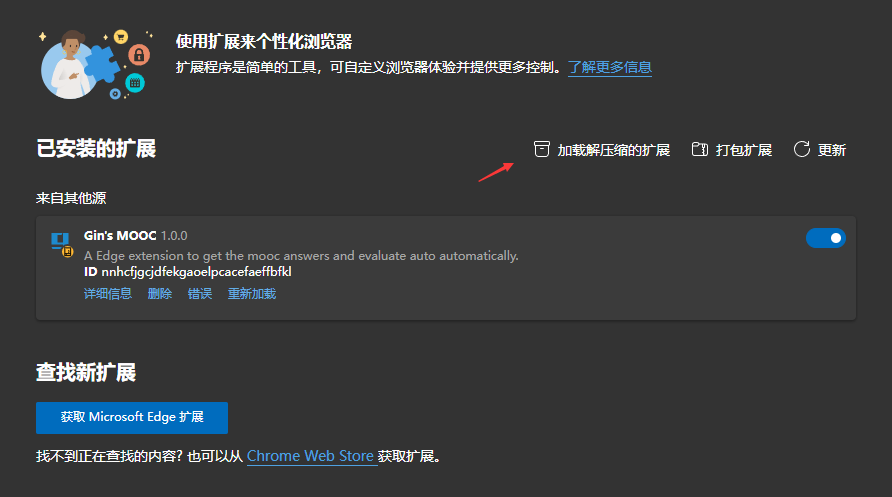 使用扩展来个性化浏览器
扩展程序是简单的工具，可自定义浏览器体验并提供更多控制。了解更多信息
已安装的扩展 加载解压缩的扩展 打包扩展 更新
来自其他源
Gin's MOOC 1.0.0
A Edge extension to get the mooc answers and evaluate auto automatically.
ID nnhcfjgcjdfekgaoelpcacefaeffbfkl
详细信息 删除 错误 重新加载
查找新扩展
获取 Microsoft Edge 扩展
找不到正在查找的内容? 也可以从 Chrome Web Store 获取扩展。